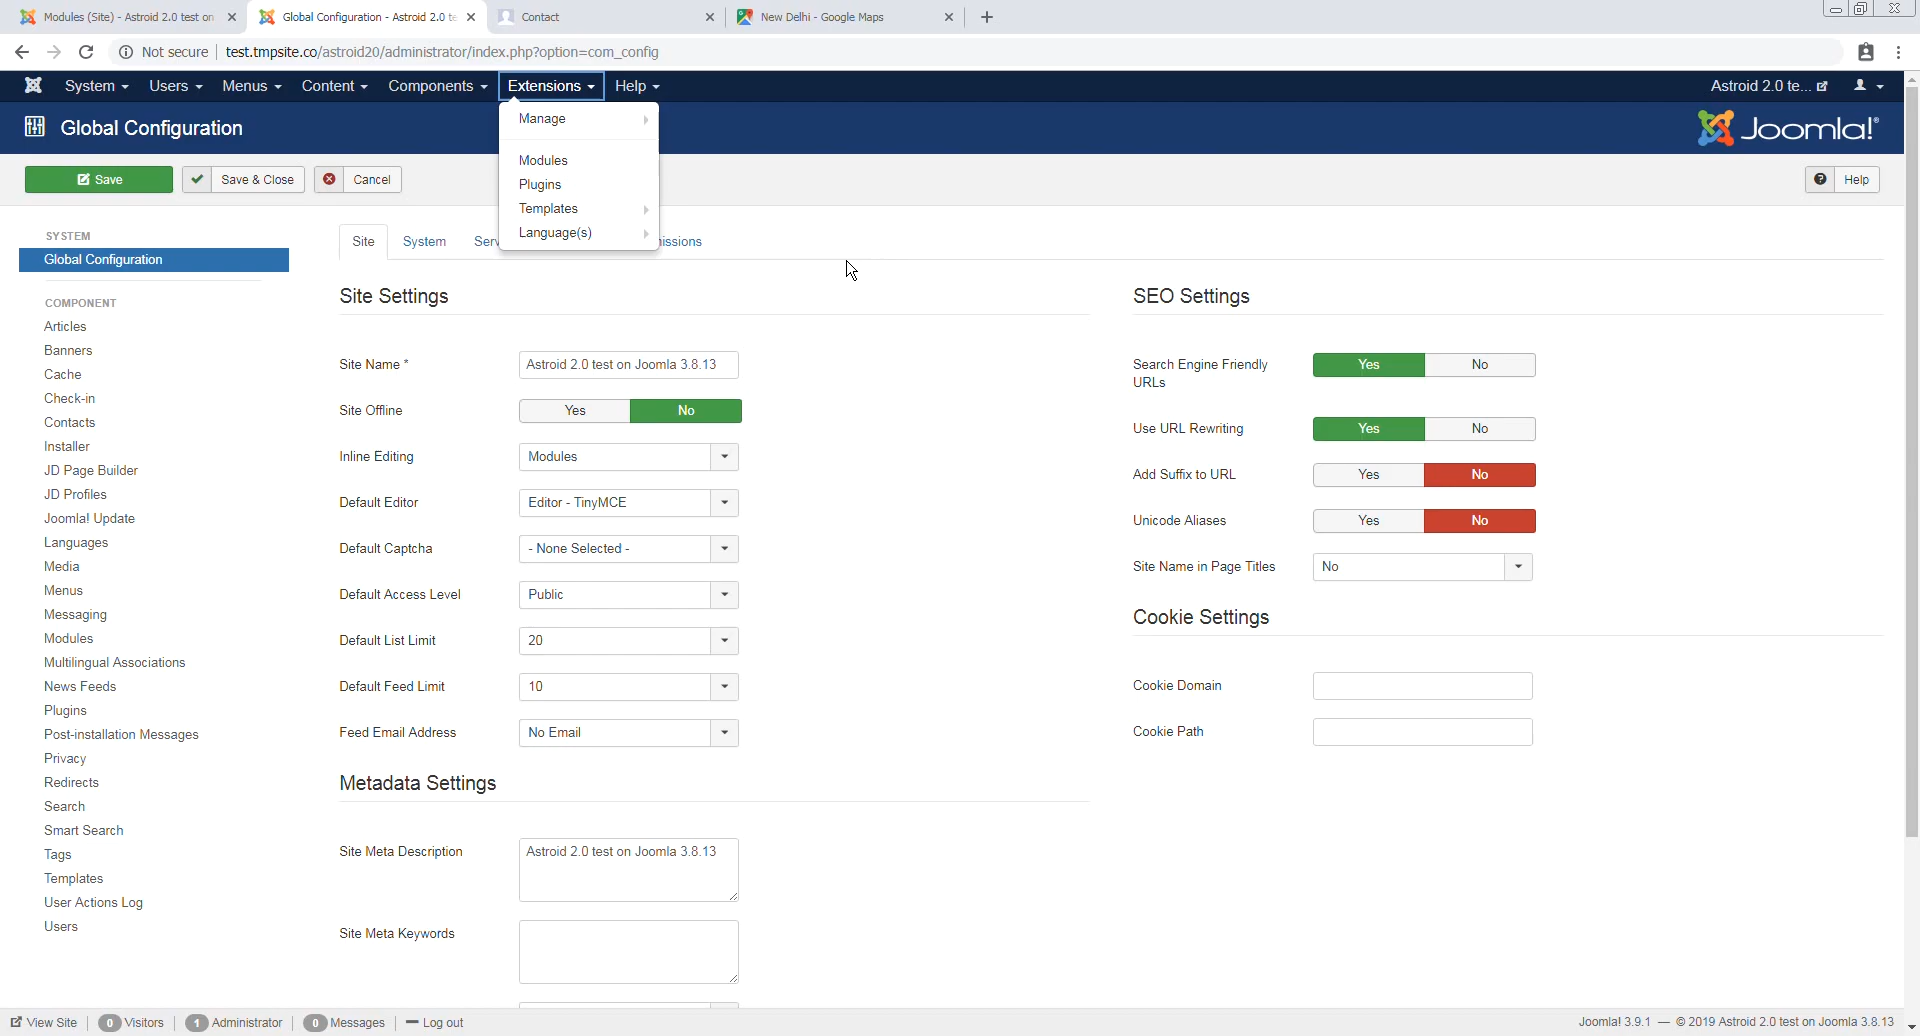 Modules (Site) - Astroid 2.0 test on
Global Configuration - Astroid 2.0 te
Contact
New Delhi - Google Maps
Not secure
test.tmpsite.co/astroid20/administrator/index.php?option=com_config
System Users Menus Content Components Extensions Help
Astroid 2.0 te...
Global Configuration
Joomla!®
Manage
Modules
Plugins
Templates
Language(s)
Save
Save & Close
Cancel
Help
SYSTEM
Global Configuration
COMPONENT
Articles
Banners
Cache
Check-in
Contacts
Installer
JD Page Builder
JD Profiles
Joomla! Update
Languages
Media
Menus
Messaging
Modules
Multilingual Associations
News Feeds
Plugins
Post-installation Messages
Privacy
Redirects
Search
Smart Search
Tags
Templates
User Actions Log
Users
Site System Ser issions
Site Settings
Site Name * Astroid 2.0 test on Joomla 3.8.13
Site Offline Yes No
Inline Editing Modules
Default Editor Editor - TinyMCE
Default Captcha - None Selected -
Default Access Level Public
Default List Limit 20
Default Feed Limit 10
Feed Email Address No Email
Metadata Settings
Site Meta Description Astroid 2.0 test on Joomla 3.8.13
Site Meta Keywords
SEO Settings
Search Engine Friendly Yes No
URLs
Use URL Rewriting Yes No
Add Suffix to URL Yes No
Unicode Aliases Yes No
Site Name in Page Titles No
Cookie Settings
Cookie Domain
Cookie Path
View Site 0 Visitors 1 Administrator 0 Messages Log out
Joomla! 3.9.1 — © 2019 Astroid 2.0 test on Joomla 3.8.13